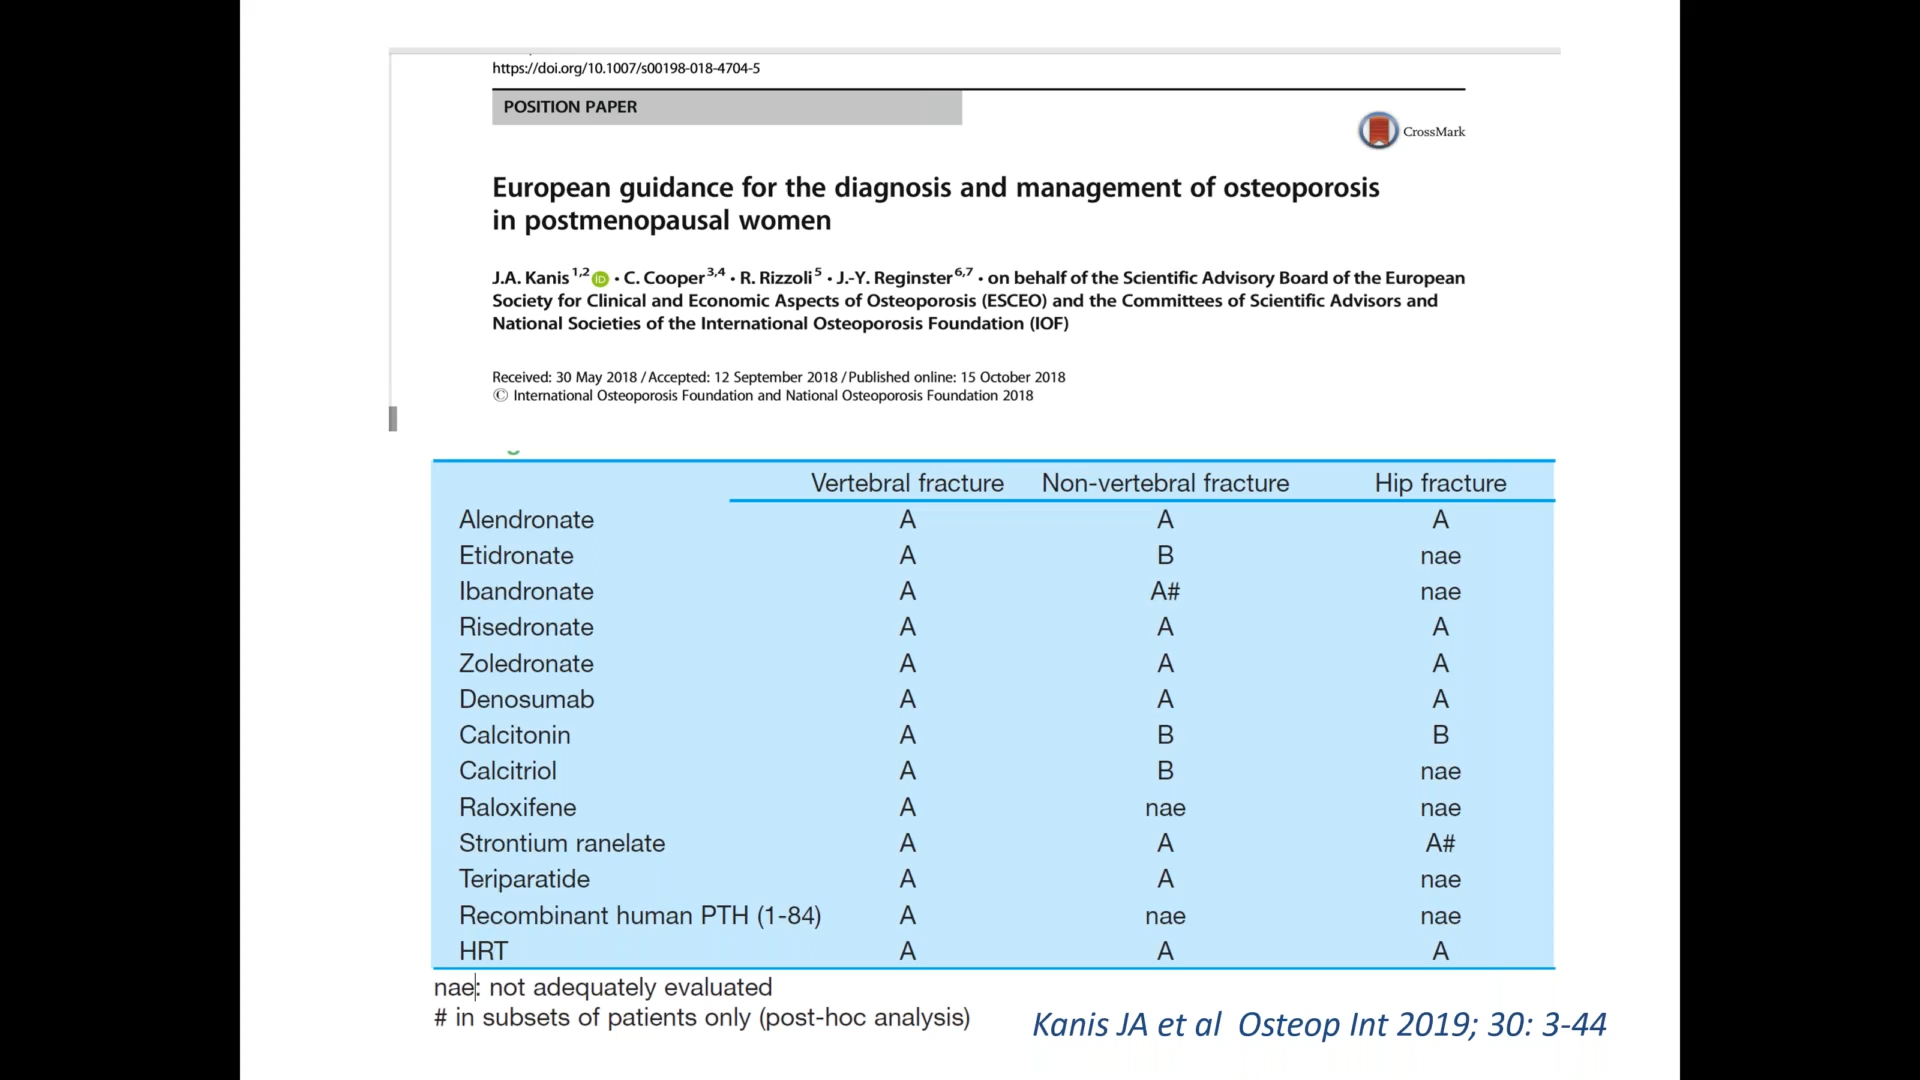 https://doi.org/10.1007/s00198-018-4704-5
POSITION PAPER
CrossMark
European guidance for the diagnosis and management of osteoporosis
in postmenopausal women
J.A. Kanis 1,2 iD · C. Cooper 3,4 · R. Rizzoli 5 · J.-Y. Reginster 6,7 · on behalf of the Scientific Advisory Board of the European
Society for Clinical and Economic Aspects of Osteoporosis (ESCEO) and the Committees of Scientific Advisors and
National Societies of the International Osteoporosis Foundation (IOF)
Received: 30 May 2018 / Accepted: 12 September 2018 / Published online: 15 October 2018
© International Osteoporosis Foundation and National Osteoporosis Foundation 2018
Vertebral fracture Non-vertebral fracture Hip fracture
Alendronate A A A
Etidronate A B nae
Ibandronate A A# nae
Risedronate A A A
Zoledronate A A A
Denosumab A A A
Calcitonin A B B
Calcitriol A B nae
Raloxifene A nae nae
Strontium ranelate A A A#
Teriparatide A A nae
Recombinant human PTH (1-84) A nae nae
HRT A A A
nae: not adequately evaluated
# in subsets of patients only (post-hoc analysis)
Kanis JA et al Osteop Int 2019; 30: 3-44